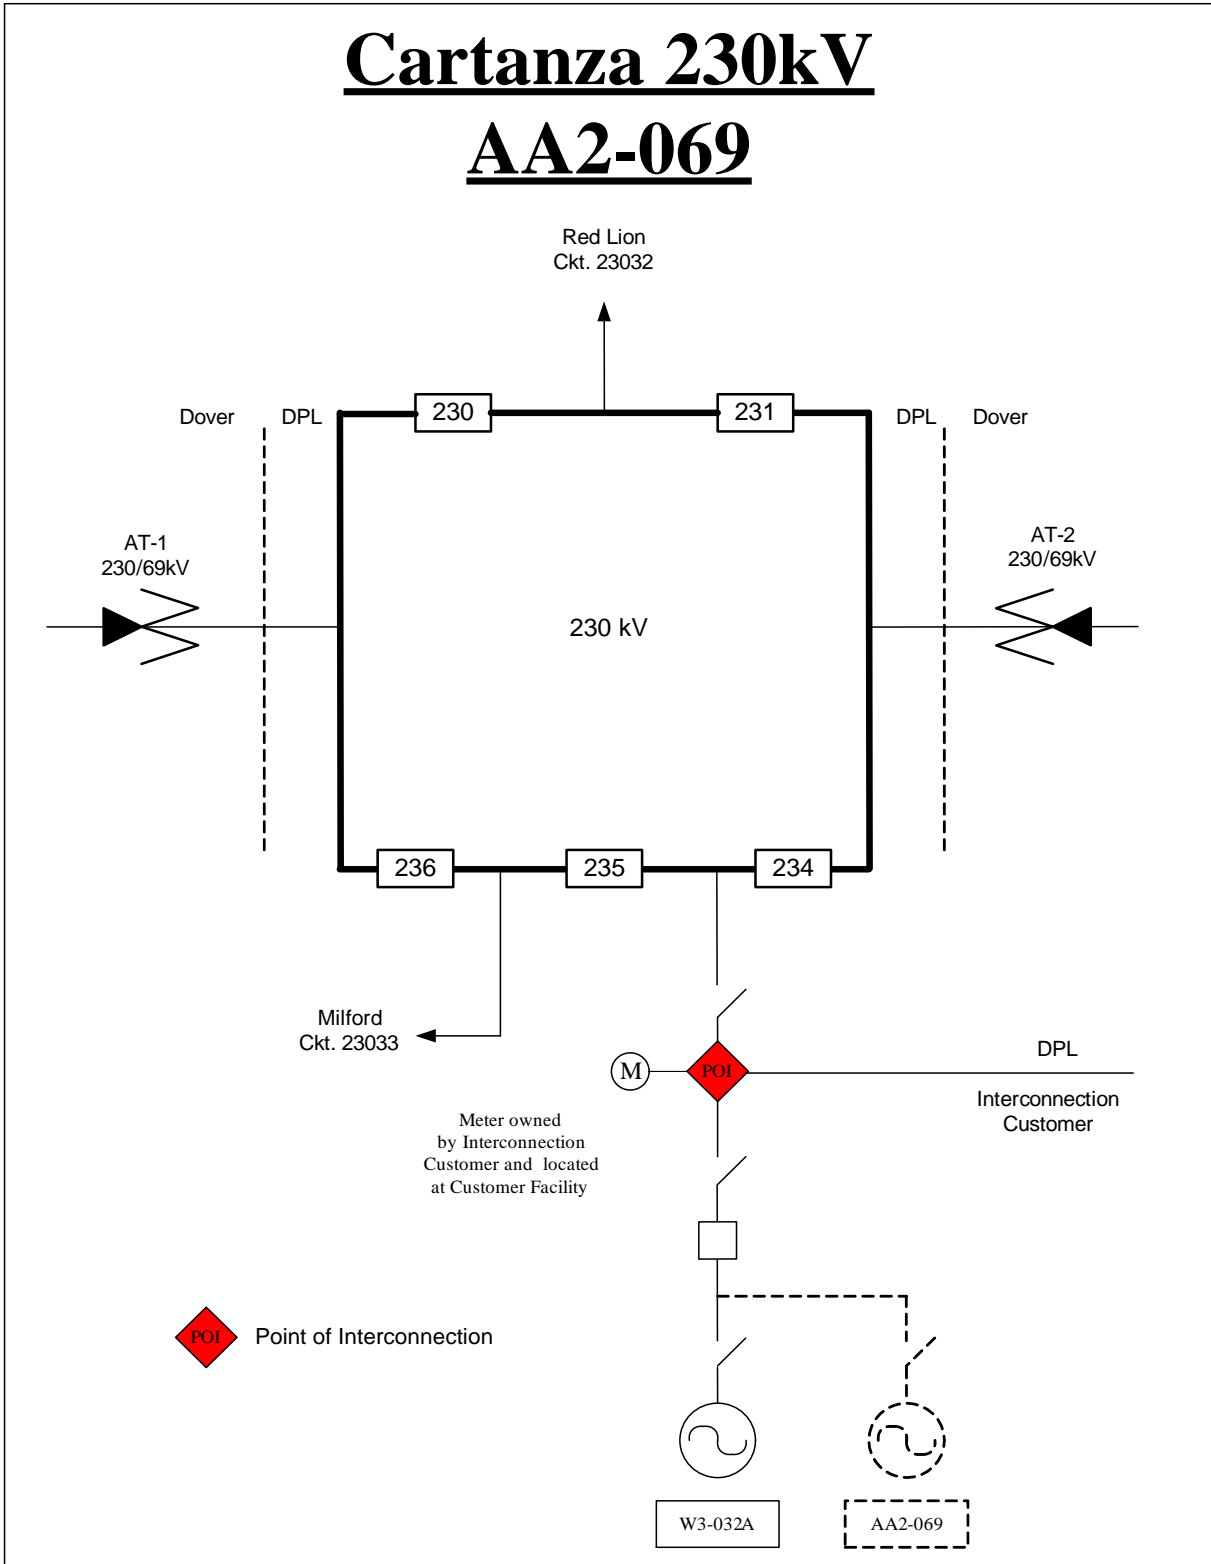 Cartanza 230kV
AA2-069
Red Lion
Ckt. 23032
Dover
DPL
230
231
DPL
Dover
AT-1
230/69kV
AT-2
230/69kV
230 kV
236
235
234
Milford
Ckt. 23033
M
POI
DPL
Interconnection
Customer
Meter owned
by Interconnection
Customer and located
at Customer Facility
POI
Point of Interconnection
W3-032A
AA2-069